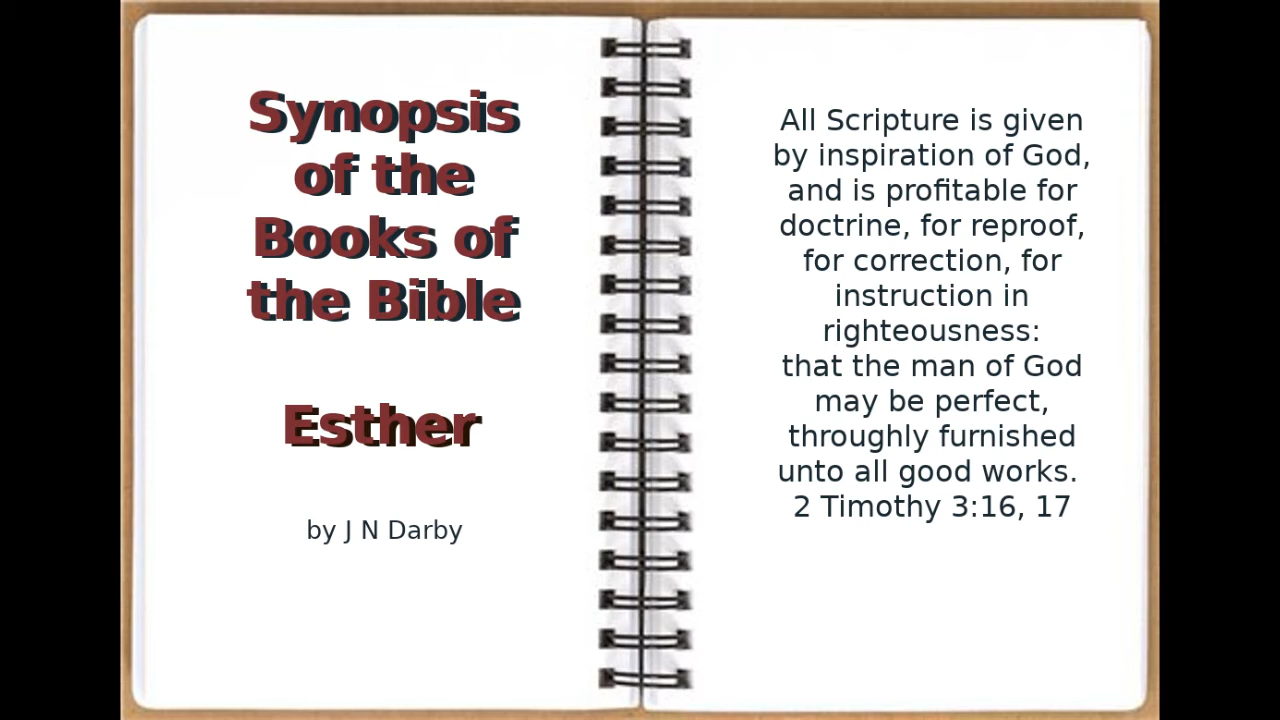 Synopsis
of the
Books of
the Bible
Esther
by J N Darby
All Scripture is given
by inspiration of God,
and is profitable for
doctrine, for reproof,
for correction, for
instruction in
righteousness:
that the man of God
may be perfect,
throughly furnished
unto all good works.
2 Timothy 3:16, 17